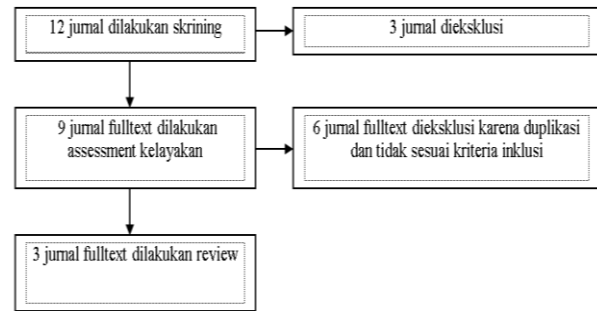 12 jurnal dilakukan skrining
3 jurnal dieksklusi
9 jurnal fulltext dilakukan
assessment kelayakan
6 jurnal fulltext dieksklusi karena duplikasi
dan tidak sesuai kriteria inklusi
3 jurnal fulltext dilakukan review